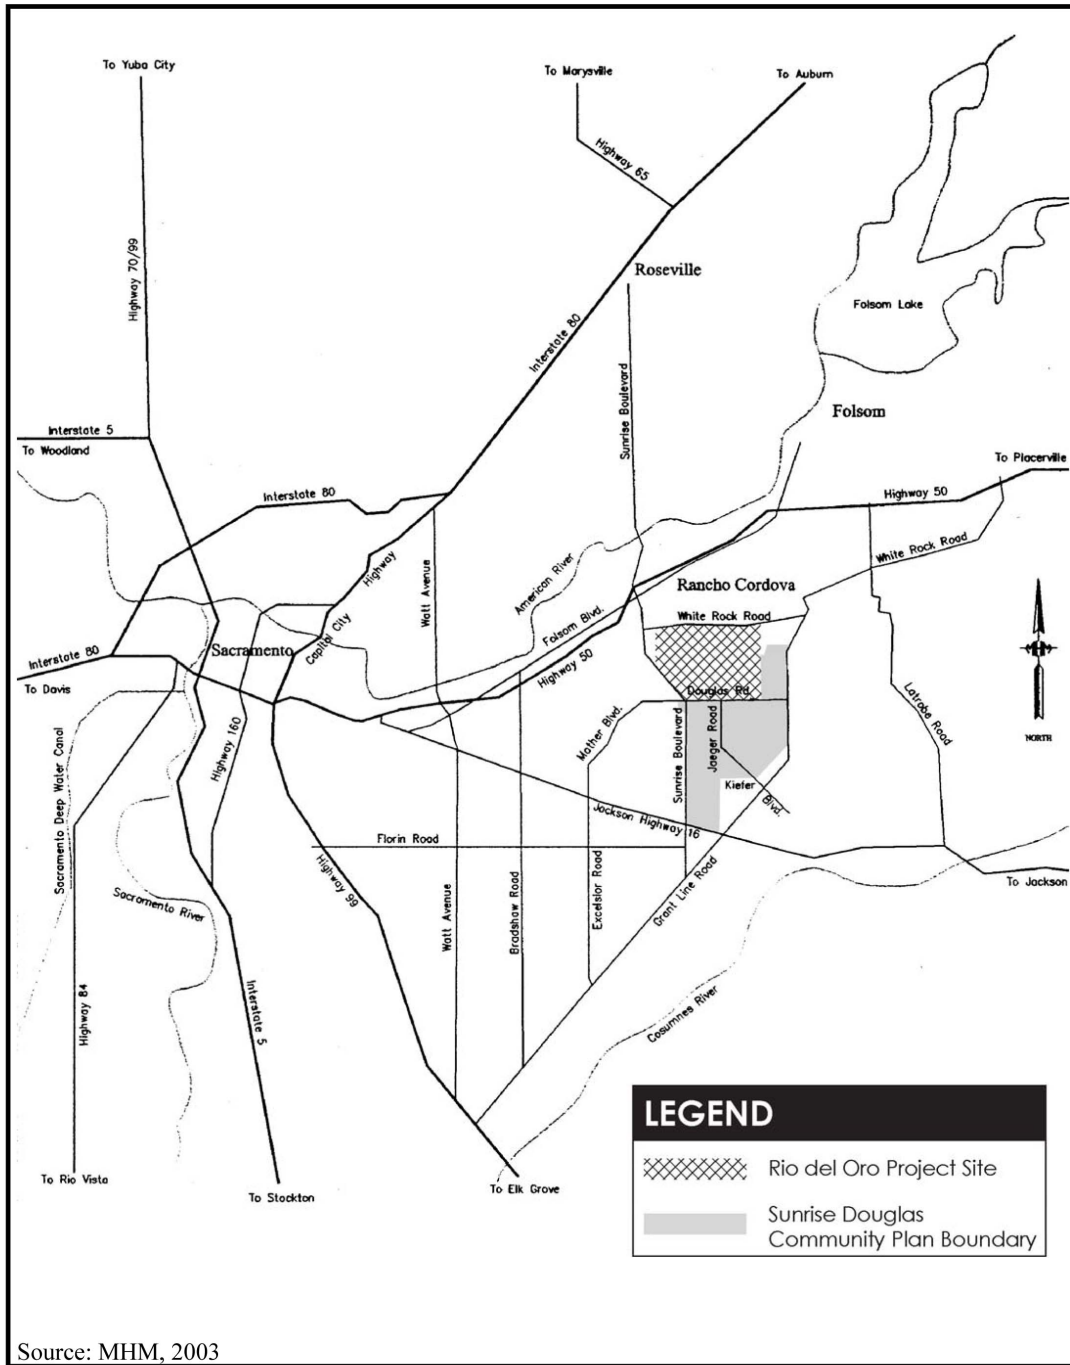 To Yuba City
To Marysville
To Auburn
Highway 65
Highway 70/99
Roseville
Folsom Lake
Interstate 80
Sunrise Boulevard
Folsom
Interstate 5
To Woodland
To Placerville
Interstate 80
Highway 50
White Rock Road
Watt Avenue
Highway
Capitol City
American River
Folsom Blvd.
Rancho Cordova
White Rock Road
Sacramento
Interstate 80
To Davis
Highway 50
Douglas Rd.
Latrobe Road
NORTH
Highway 160
Mather Blvd.
Sunrise Boulevard
Jaeger Road
Kiefer
Blvd.
Sacramento Deep Water Canal
Jackson Highway 16
Florin Road
Highway 99
Watt Avenue
Bradshaw Road
Excelsior Road
Grant Line Road
To Jackson
Sacramento River
Interstate 5
Highway 84
Cosumnes River
To Rio Vista
To Stockton
To Elk Grove
LEGEND
Rio del Oro Project Site
Sunrise Douglas
Community Plan Boundary
Source: MHM, 2003